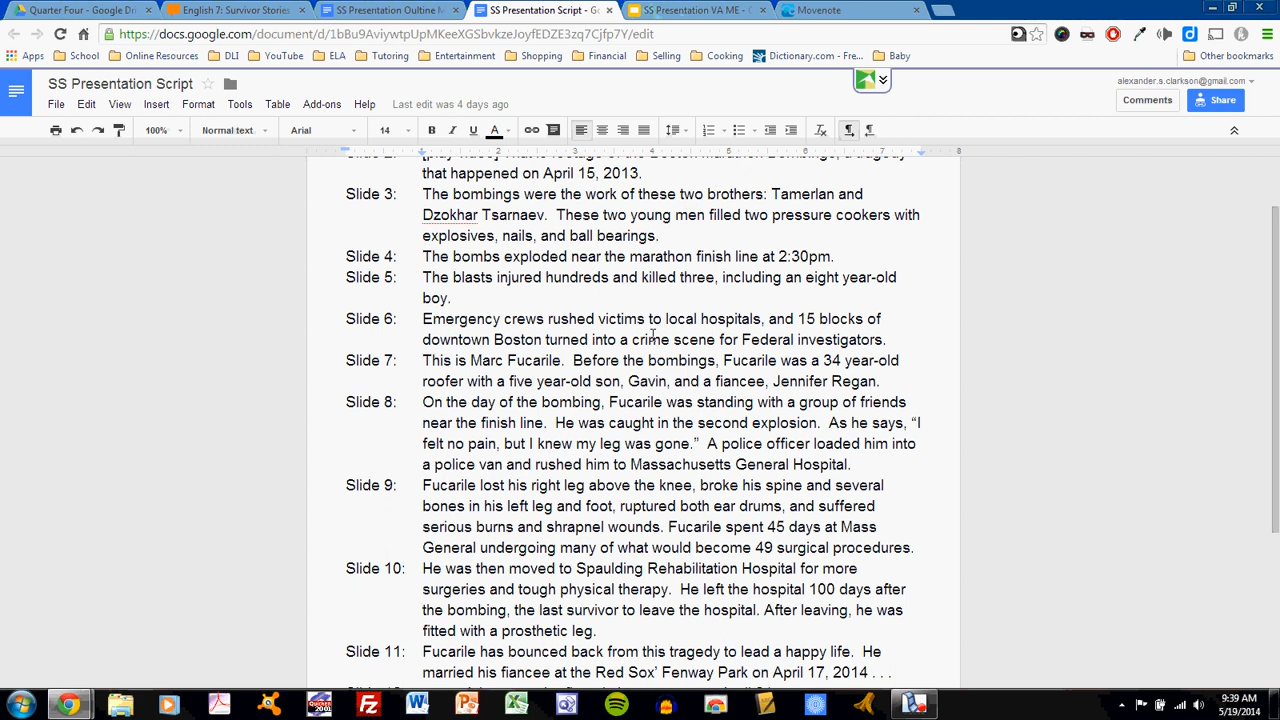 Quarter Four - Google Dri
English 7: Survivor Stories
SS Presentation Oultine M
SS Presentation Script - Go
SS Presentation VA ME - G
Movenote
https://docs.google.com/document/d/1bBu9AviywtpUpMKeeXGSbvkzeJoyfEDZE3zq7Cjfp7Y/edit
Apps School Online Resources DLI YouTube ELA Tutoring Entertainment Shopping Financial Selling Cooking Dictionary.com - Fre... Baby Other bookmarks
SS Presentation Script
alexander.s.clarkson@gmail.com
File Edit View Insert Format Tools Table Add-ons Help Last edit was 4 days ago
Comments Share
100% Normal text Arial 14 B I U A
3 4 5 6 7 8
that happened on April 15, 2013.
Slide 3: The bombings were the work of these two brothers: Tamerlan and
Dzokhar Tsarnaev. These two young men filled two pressure cookers with
explosives, nails, and ball bearings.
Slide 4: The bombs exploded near the marathon finish line at 2:30pm.
Slide 5: The blasts injured hundreds and killed three, including an eight year-old
boy.
Slide 6: Emergency crews rushed victims to local hospitals, and 15 blocks of
downtown Boston turned into a crime scene for Federal investigators.
Slide 7: This is Marc Fucarile. Before the bombings, Fucarile was a 34 year-old
roofer with a five year-old son, Gavin, and a fiancee, Jennifer Regan.
Slide 8: On the day of the bombing, Fucarile was standing with a group of friends
near the finish line. He was caught in the second explosion. As he says, “I
felt no pain, but I knew my leg was gone.” A police officer loaded him into
a police van and rushed him to Massachusetts General Hospital.
Slide 9: Fucarile lost his right leg above the knee, broke his spine and several
bones in his left leg and foot, ruptured both ear drums, and suffered
serious burns and shrapnel wounds. Fucarile spent 45 days at Mass
General undergoing many of what would become 49 surgical procedures.
Slide 10: He was then moved to Spaulding Rehabilitation Hospital for more
surgeries and tough physical therapy. He left the hospital 100 days after
the bombing, the last survivor to leave the hospital. After leaving, he was
fitted with a prosthetic leg.
Slide 11: Fucarile has bounced back from this tragedy to lead a happy life. He
married his fiancee at the Red Sox’ Fenway Park on April 17, 2014 . . .
9:39 AM
5/19/2014